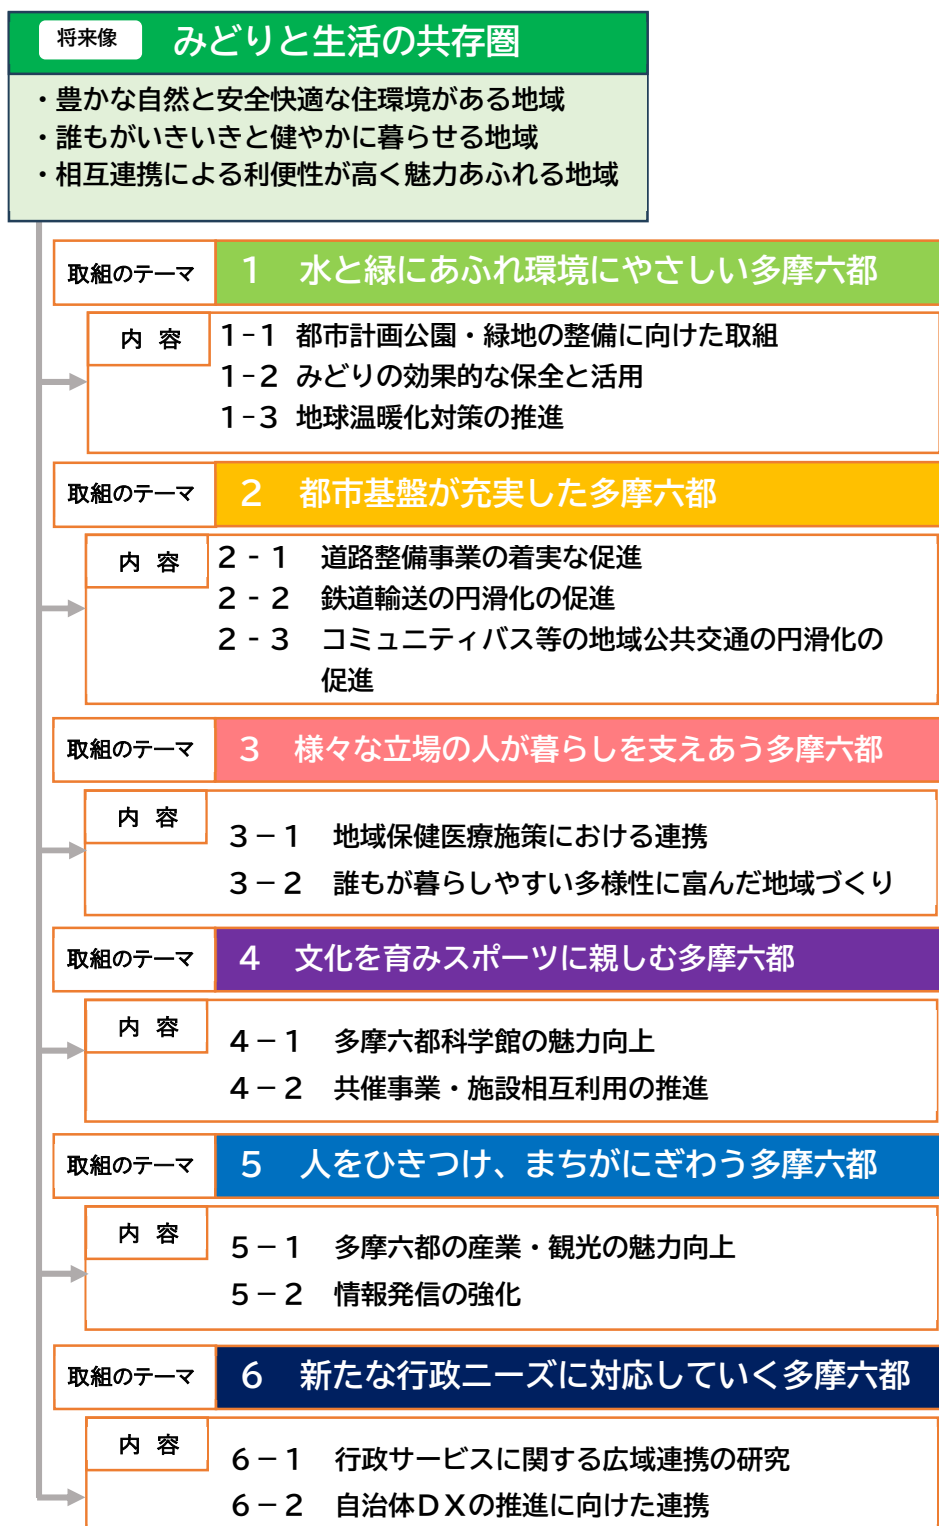 将来像 みどりと生活の共存圏
・豊かな自然と安全快適な住環境がある地域
・誰もがいきいきと健やかに暮らせる地域
・相互連携による利便性が高く魅力あふれる地域
取組のテーマ 1 水と緑にあふれ環境にやさしい多摩六都
内 容
1-1 都市計画公園・緑地の整備に向けた取組
1-2 みどりの効果的な保全と活用
1-3 地球温暖化対策の推進
取組のテーマ 2 都市基盤が充実した多摩六都
内 容
2‐1 道路整備事業の着実な促進
2‐2 鉄道輸送の円滑化の促進
2‐3 コミュニティバス等の地域公共交通の円滑化の
促進
取組のテーマ 3 様々な立場の人が暮らしを支えあう多摩六都
内 容
3－1 地域保健医療施策における連携
3－2 誰もが暮らしやすい多様性に富んだ地域づくり
取組のテーマ 4 文化を育みスポーツに親しむ多摩六都
内 容
4－1 多摩六都科学館の魅力向上
4－2 共催事業・施設相互利用の推進
取組のテーマ 5 人をひきつけ、まちがにぎわう多摩六都
内 容
5－1 多摩六都の産業・観光の魅力向上
5－2 情報発信の強化
取組のテーマ 6 新たな行政ニーズに対応していく多摩六都
内 容
6－1 行政サービスに関する広域連携の研究
6－2 自治体DXの推進に向けた連携